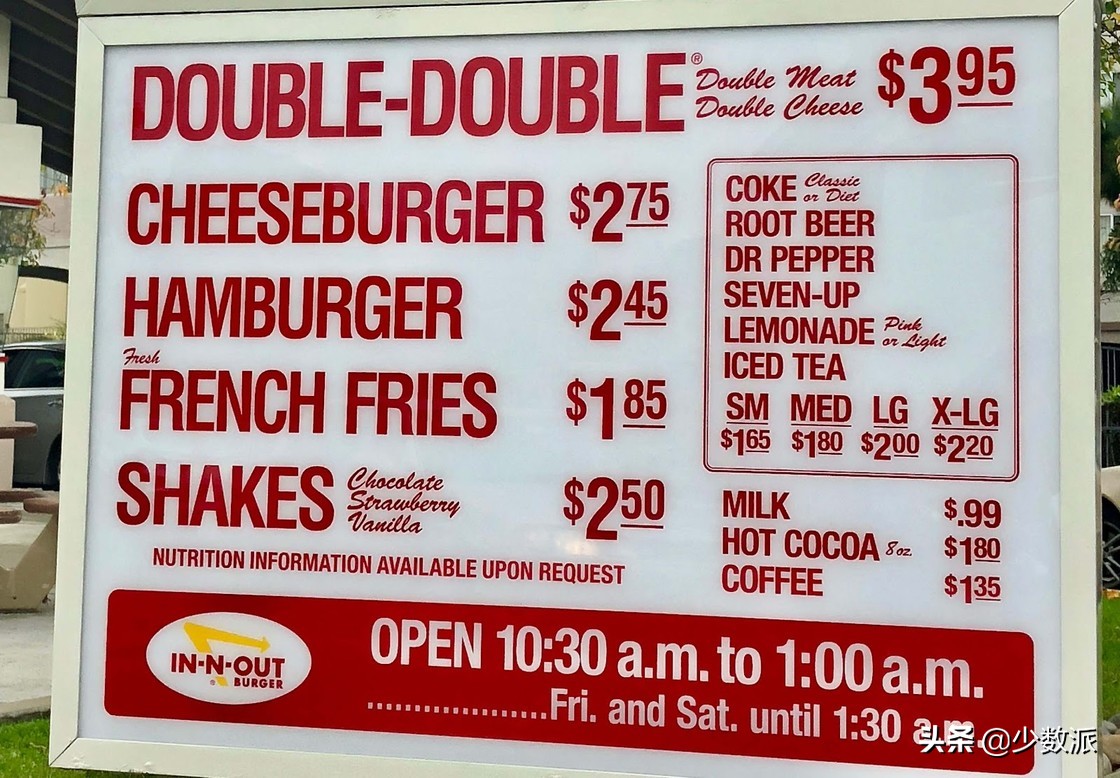 DOUBLE-DOUBLE® Double Meat Double Cheese $3.95
CHEESEBURGER $2.75
HAMBURGER $2.45
Fresh
FRENCH FRIES $1.85
SHAKES Chocolate Strawberry Vanilla $2.50
NUTRITION INFORMATION AVAILABLE UPON REQUEST
COKE Classic or Diet
ROOT BEER
DR PEPPER
SEVEN-UP
LEMONADE Pink or Light
ICED TEA
SM MED LG X-LG
$1.65 $1.80 $2.00 $2.20
MILK $.99
HOT COCOA 8oz. $1.80
COFFEE $1.35
IN-N-OUT
BURGER
OPEN 10:30 a.m. to 1:00 a.m.
...................Fri. and Sat. until 1:30 a.m.
头条 @少数派